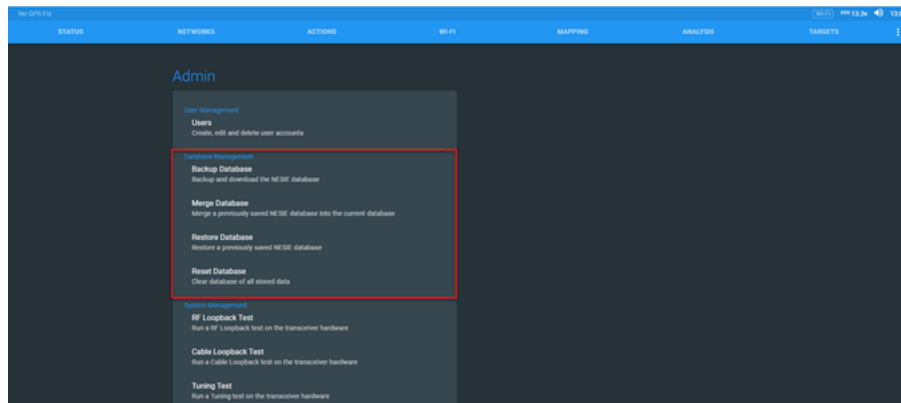 No GPS Fix WI-FI 13.3v 13:0
STATUS NETWORKS ACTIONS WI-FI MAPPING ANALYSIS TARGETS
Admin
User Management
Users
Create, edit and delete user accounts
Database Management
Backup Database
Backup and download the NESIE database
Merge Database
Merge a previously saved NESIE database into the current database
Restore Database
Restore a previously saved NESIE database
Reset Database
Clear database of all stored data
System Management
RF Loopback Test
Run a RF Loopback test on the transceiver hardware
Cable Loopback Test
Run a Cable Loopback test on the transceiver hardware
Tuning Test
Run a Tuning test on the transceiver hardware